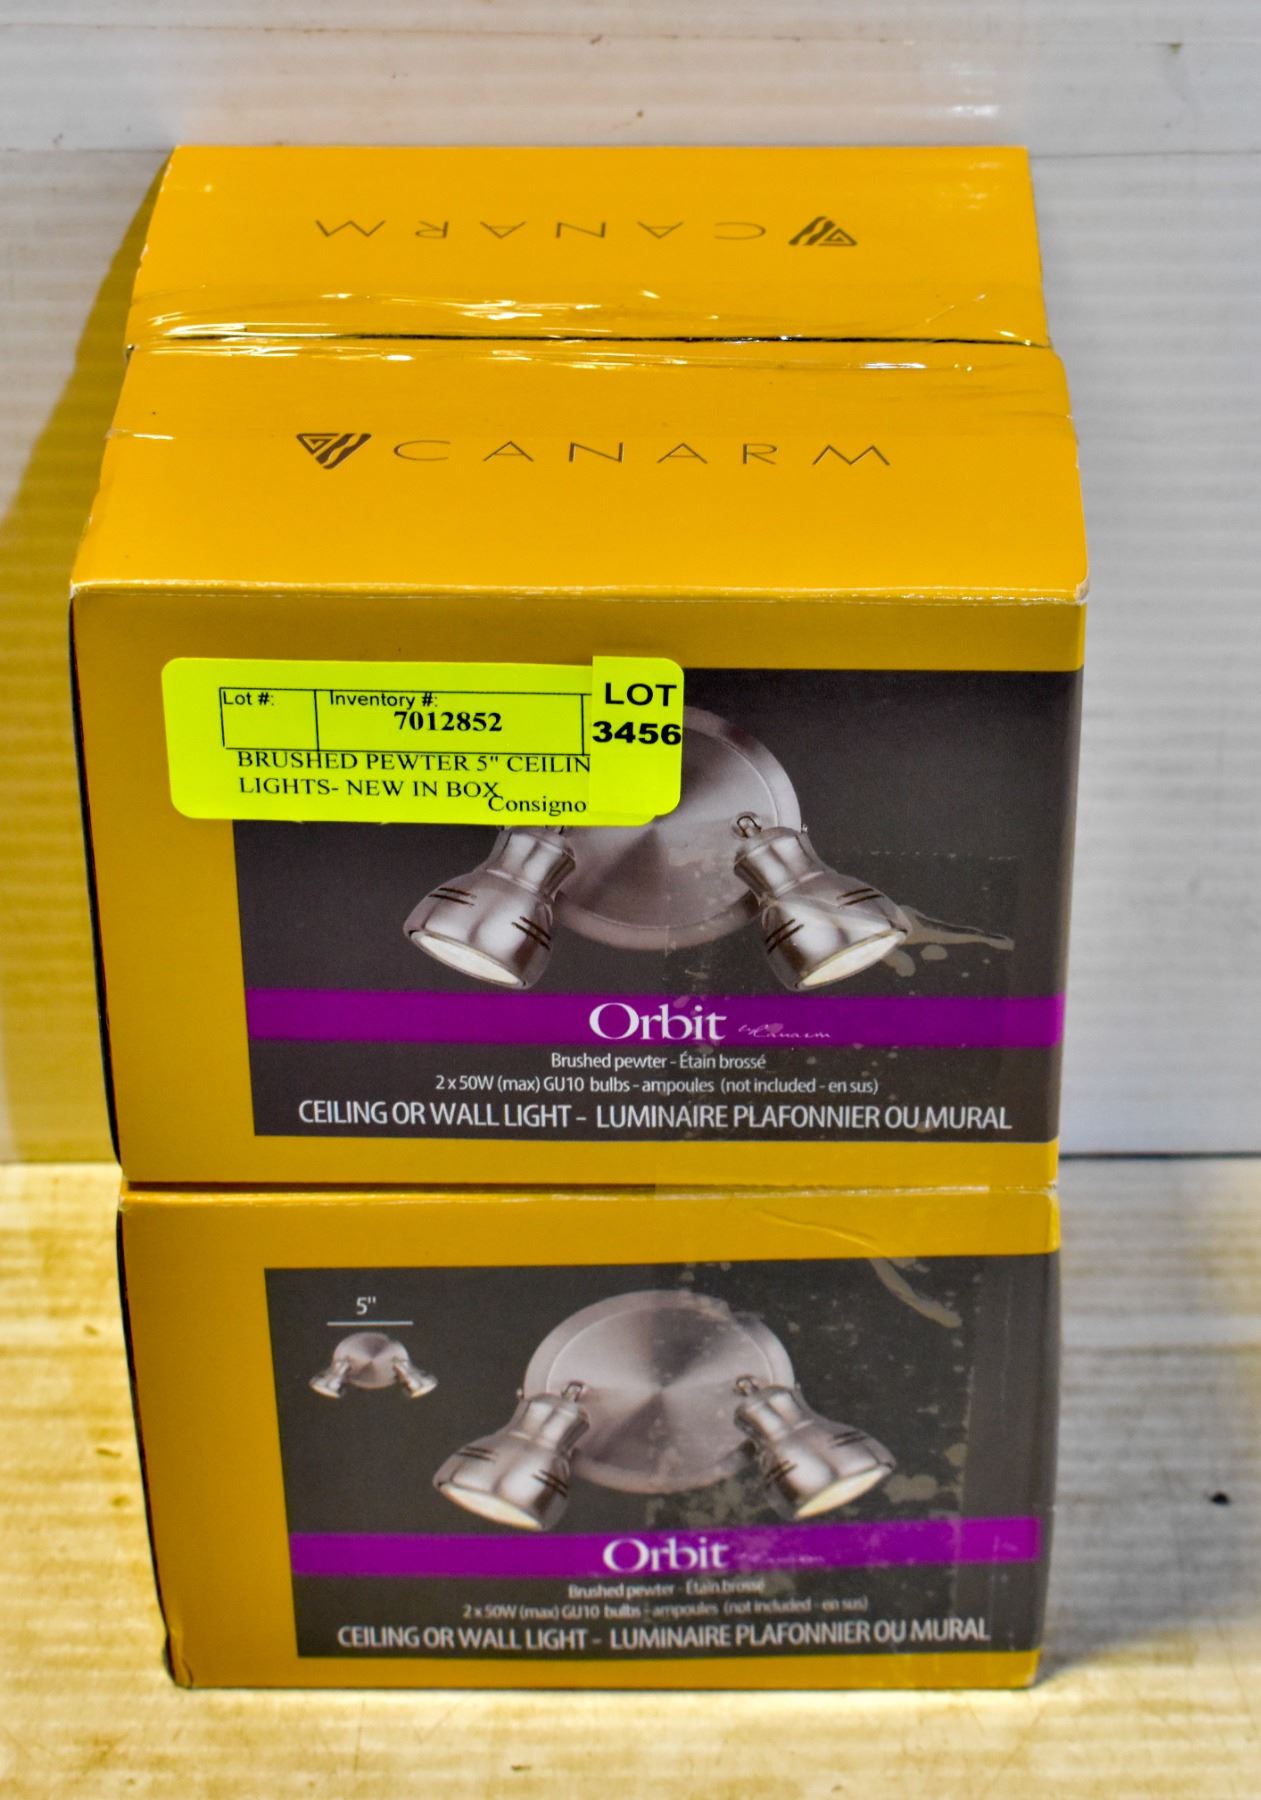 CANARM
CANARM
Lot #:
Inventory #:
7012852
LOT
3456
BRUSHED PEWTER 5" CEILIN
LIGHTS- NEW IN BOX
Consigno
Orbit by Canarm
Brushed pewter - Étain brossé
2 x 50W (max) GU10 bulbs - ampoules (not included - en sus)
CEILING OR WALL LIGHT - LUMINAIRE PLAFONNIER OU MURAL
5"
Orbit
Brushed pewter - Étain brossé
2 x 50W (max) GU10 bulbs - ampoules (not included - en sus)
CEILING OR WALL LIGHT - LUMINAIRE PLAFONNIER OU MURAL